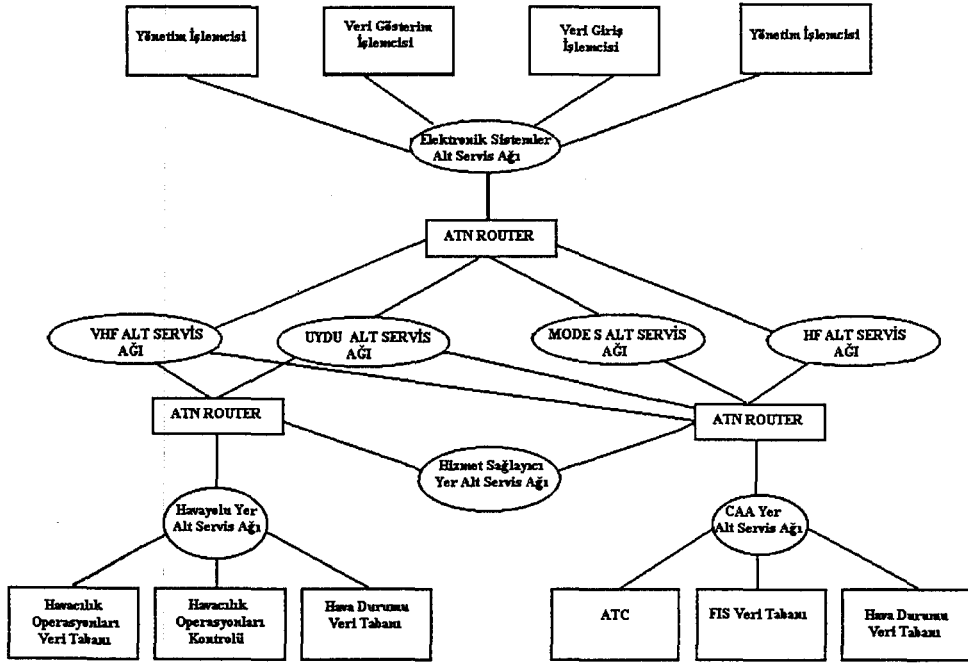 Yönetim İşlemcisi
Veri Gösterim
İşlemcisi
Veri Giriş
İşlemcisi
Yönetim İşlemcisi
Elektronik Sistemler
Alt Servis Ağı
ATN ROUTER
VHF ALT SERVİS
AĞI
UYDU ALT SERVİS
AĞI
MODE S ALT SERVİS
AĞI
HF ALT SERVİS
AĞI
ATN ROUTER
ATN ROUTER
Hizmet Sağlayıcı
Yer Alt Servis Ağı
Havayolu Yer
Alt Servis Ağı
CAA Yer
Alt Servis Ağı
Havacılık
Operasyonları
Veri Tabanı
Havacılık
Operasyonları
Kontrolü
Hava Durumu
Veri Tabanı
ATC
FIS Veri Tabanı
Hava Durumu
Veri Tabanı